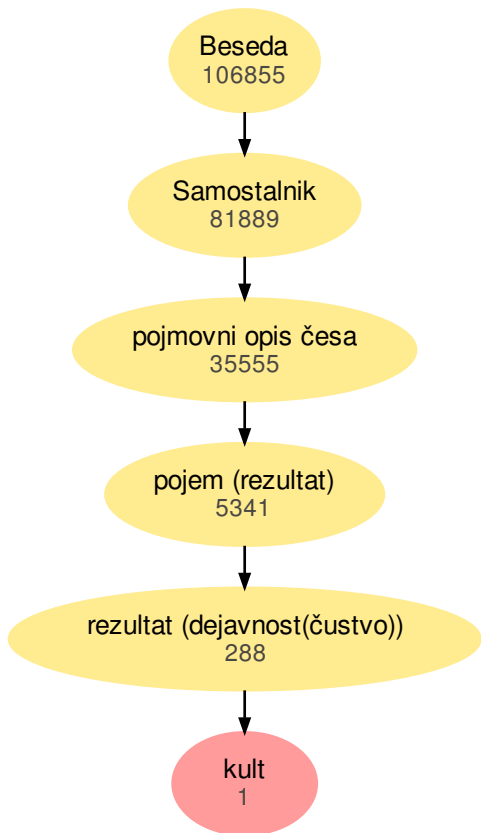 Beseda
106855
Samostalnik
81889
pojmovni opis česa
35555
pojem (rezultat)
5341
rezultat (dejavnost(čustvo))
288
kult
1